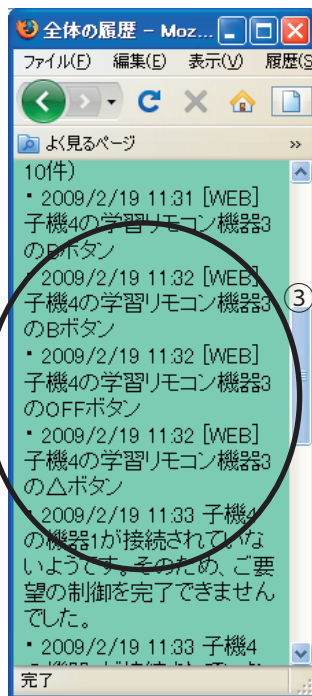 全体の履歴 - Moz...
ファイル(F) 編集(E) 表示(V) 履歴(S
よく見るページ »
10件)
・2009/2/19 11:31 [WEB]
子機4の学習リモコン機器3
のBボタン
・2009/2/19 11:32 [WEB]
子機4の学習リモコン機器3
のBボタン
・2009/2/19 11:32 [WEB]
子機4の学習リモコン機器3
のOFFボタン
・2009/2/19 11:32 [WEB]
子機4の学習リモコン機器3
の△ボタン
・2009/2/19 11:33 子機4
の機器1が接続されていな
いようです。そのため、ご要
望の制御を完了できません
でした。
・2009/2/19 11:33 子機4
③
完了